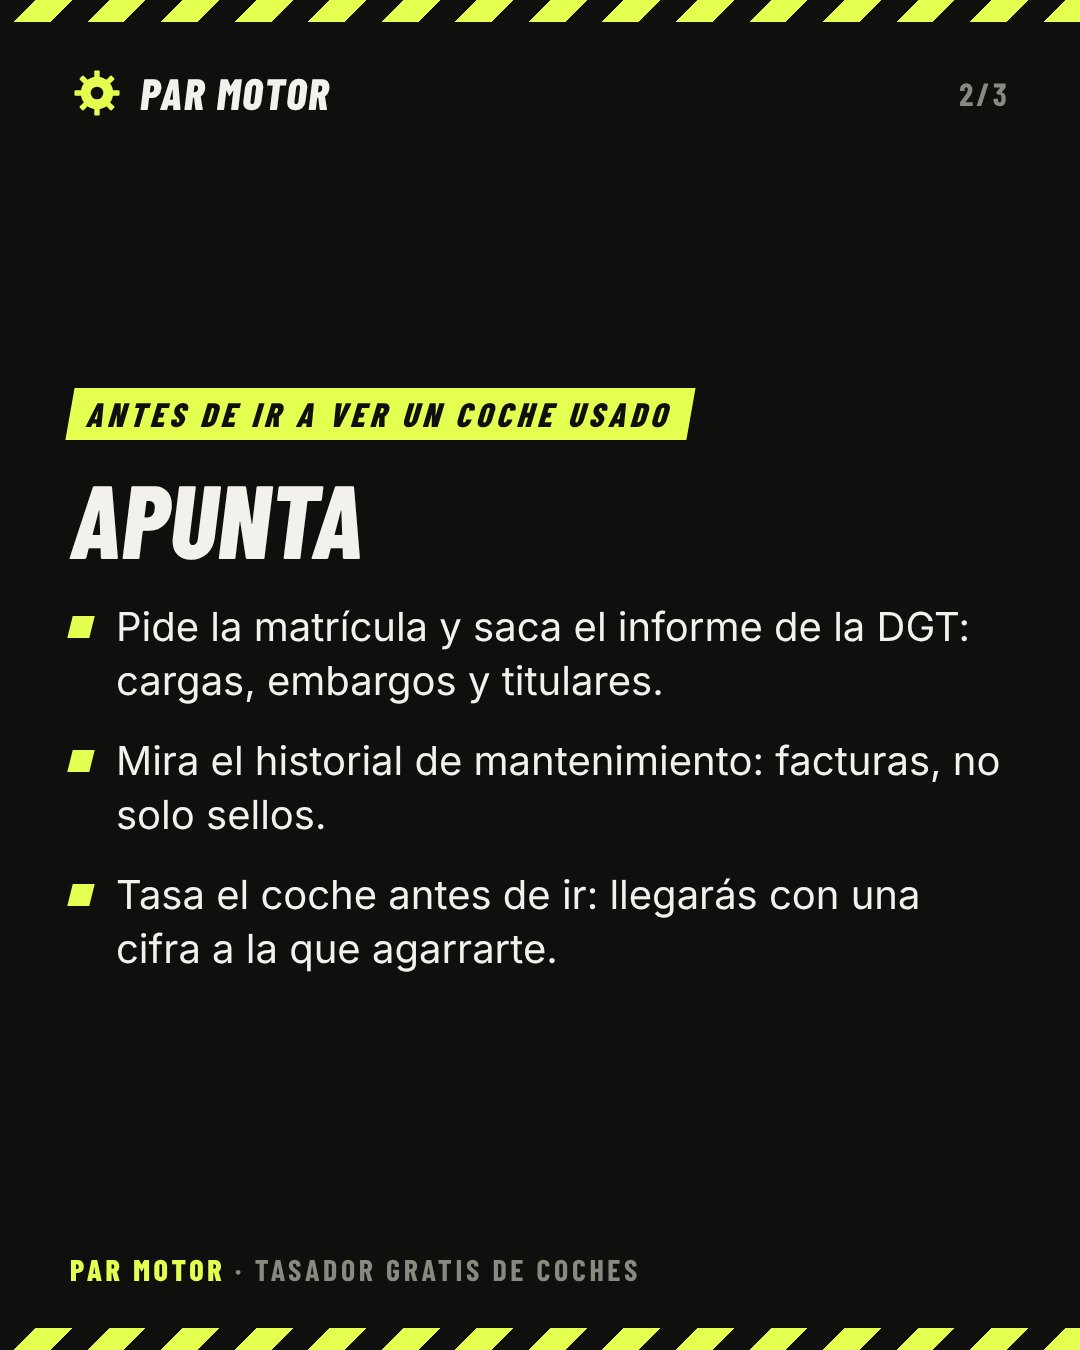 PAR MOTOR
2/3
ANTES DE IR A VER UN COCHE USADO
APUNTA
Pide la matrícula y saca el informe de la DGT:
cargas, embargos y titulares.
Mira el historial de mantenimiento: facturas, no
solo sellos.
Tasa el coche antes de ir: llegarás con una
cifra a la que agarrarte.
PAR MOTOR · TASADOR GRATIS DE COCHES